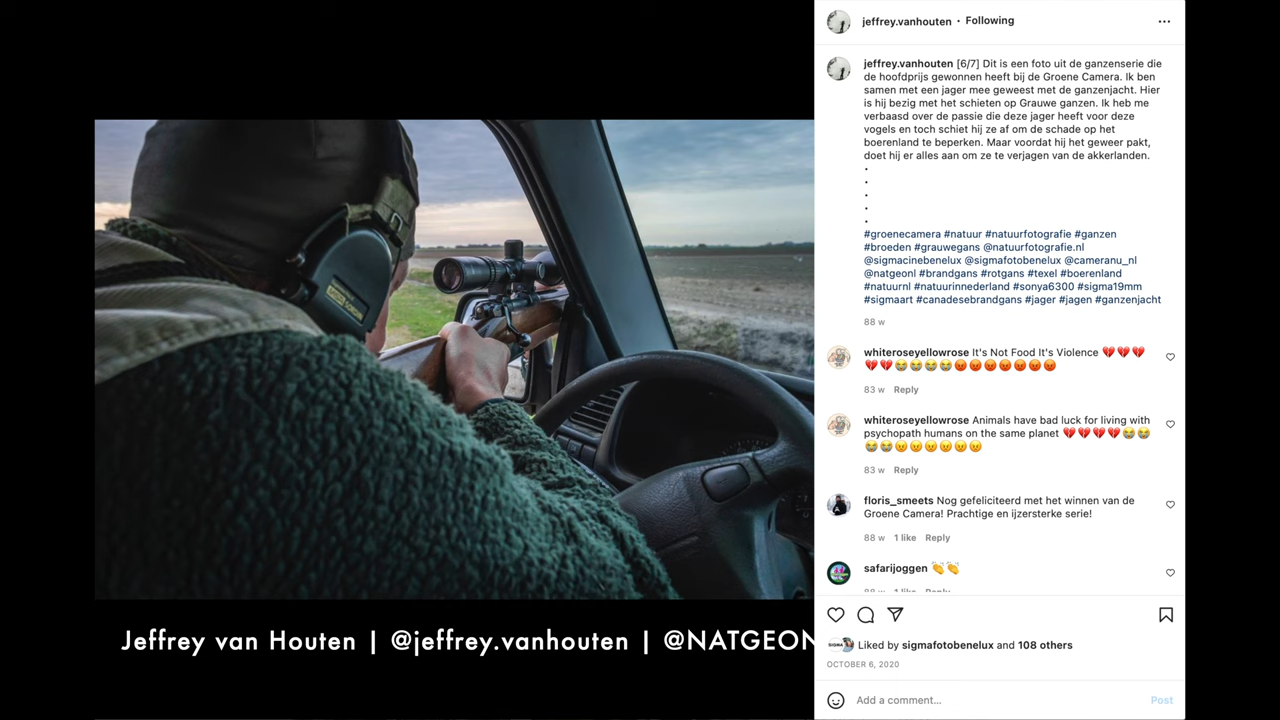 jeffrey.vanhouten • Following
jeffrey.vanhouten [6/7] Dit is een foto uit de ganzenserie die
de hoofdprijs gewonnen heeft bij de Groene Camera. Ik ben
samen met een jager mee geweest met de ganzenjacht. Hier
is hij bezig met het schieten op Grauwe ganzen. Ik heb me
verbaasd over de passie die deze jager heeft voor deze
vogels en toch schiet hij ze af om de schade op het
boerenland te beperken. Maar voordat hij het geweer pakt,
doet hij er alles aan om ze te verjagen van de akkerlanden.
.
.
.
.
.
#groenecamera #natuur #natuurfotografie #ganzen
#broeden #grauwegans @natuurfotografie.nl
@sigmacinebenelux @sigmafotobenelux @cameranu_nl
@natgeonl #brandgans #rotgans #texel #boerenland
#natuurnl #natuurinnederland #sonya6300 #sigma19mm
#sigmaart #canadesebrandgans #jager #jagen #ganzenjacht
88 w
whiteroseyellowrose It's Not Food It's Violence 💔💔💔
💔💔😭😭😭😭😡😡😡😡😡😡😡
83 w Reply
whiteroseyellowrose Animals have bad luck for living with
psychopath humans on the same planet 💔💔💔💔😭😭
😭😭😠😠😠😠😠😠
83 w Reply
floris_smeets Nog gefeliciteerd met het winnen van de
Groene Camera! Prachtige en ijzersterke serie!
88 w 1 like Reply
safarijoggen 👏👏
88 w 1 like Reply
Liked by sigmafotobenelux and 108 others
OCTOBER 6, 2020
Add a comment...
Post
Jeffrey van Houten | @jeffrey.vanhouten | @NATGEON